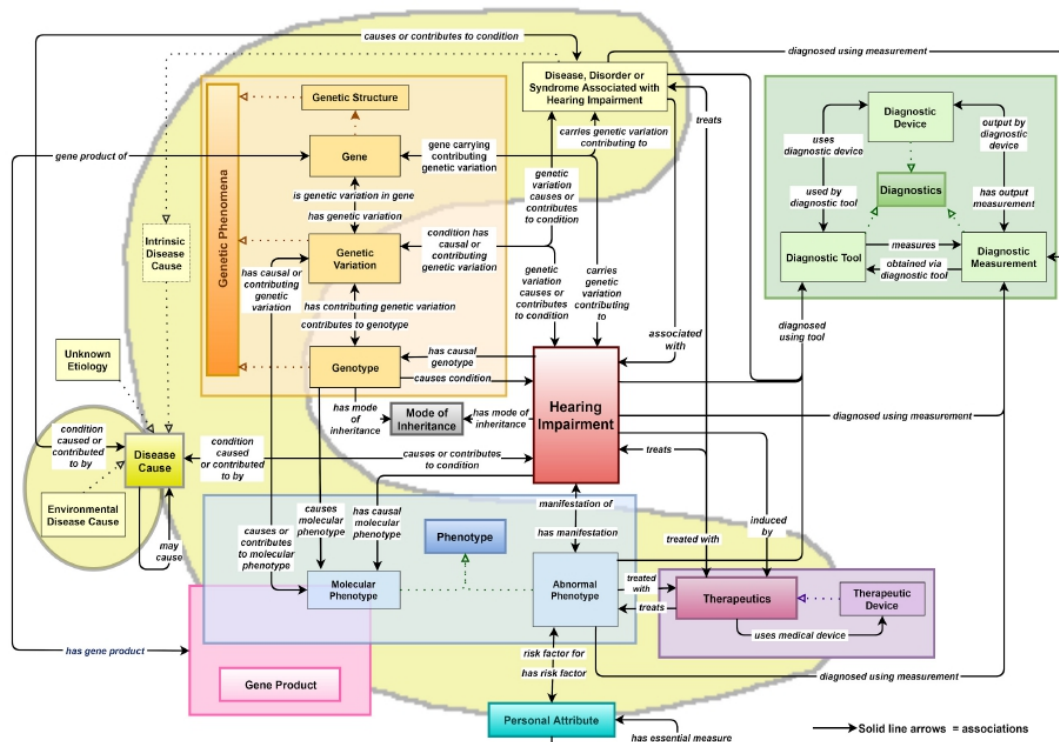 causes or contributes to condition
diagnosed using measurement
Disease, Disorder or
Syndrome Associated with
Hearing Impairment
treats
Genetic Structure
carries genetic variation
contributing to
Diagnostic
Device
uses
diagnostic device
output by
diagnostic
device
gene product of
Gene
gene carrying
contributing
genetic variation
genetic
variation
causes or
contributes
to condition
Diagnostics
used by
diagnostic tool
has output
measurement
is genetic variation in gene
has genetic variation
Genetic Phenomena
Intrinsic
Disease
Cause
has causal or
contributing
genetic
variation
Genetic
Variation
condition has
causal or
contributing
genetic variation
Diagnostic Tool
measures
obtained via
diagnostic tool
Diagnostic
Measurement
genetic
variation
causes or
contributes to
condition
carries
genetic
variation
contributing
to
has contributing genetic variation
contributes to genotype
associated
with
diagnosed
using tool
Unknown
Etiology
Genotype
has causal
genotype
causes condition
Hearing
Impairment
has mode
of
inheritance
Mode of
Inheritance
has mode of
inheritance
diagnosed using measurement
condition
caused or
contributed
to by
Disease
Cause
condition
caused
or contributed
to by
causes or contributes
to condition
treats
Environmental
Disease Cause
may
cause
causes or
contributes
to molecular
phenotype
causes
molecular
phenotype
has causal
molecular
phenotype
manifestation of
has manifestation
induced
by
treated with
Phenotype
Molecular
Phenotype
Abnormal
Phenotype
treated
with
treats
Therapeutics
Therapeutic
Device
uses medical device
has gene product
Gene Product
risk factor for
has risk factor
diagnosed using measurement
Personal Attribute
has essential measure
Solid line arrows = associations